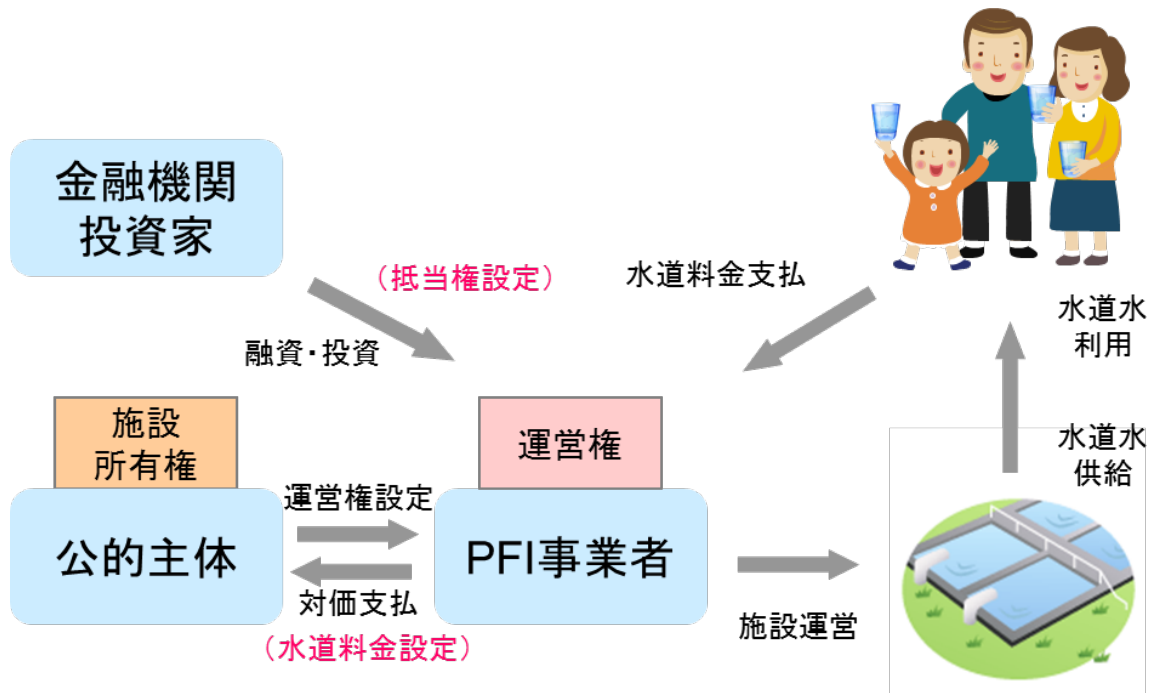 金融機関
投資家
（抵当権設定）
水道料金支払
融資・投資
水道水
利用
施設
所有権
運営権
水道水
供給
公的主体
運営権設定
対価支払
（水道料金設定）
PFI事業者
施設運営